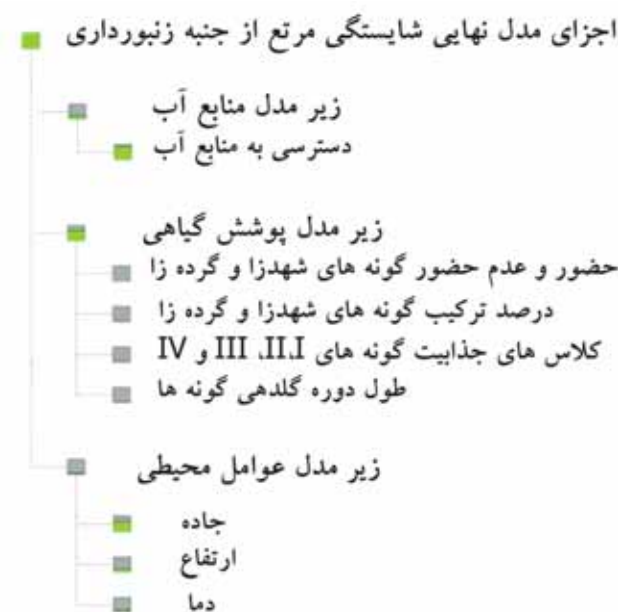 اجزای مدل نهایی شایستگی مرتع از جنبه زنبورداری
زیر مدل منابع آب
دسترسی به منابع آب
زیر مدل پوشش گیاهی
حضور و عدم حضور گونه های شهدزا و گرده زا
درصد ترکیب گونه های شهدزا و گرده زا
کلاس های جذابیت گونه های I،II، III و IV
طول دوره گلدهی گونه ها
زیر مدل عوامل محیطی
جاده
ارتفاع
دما